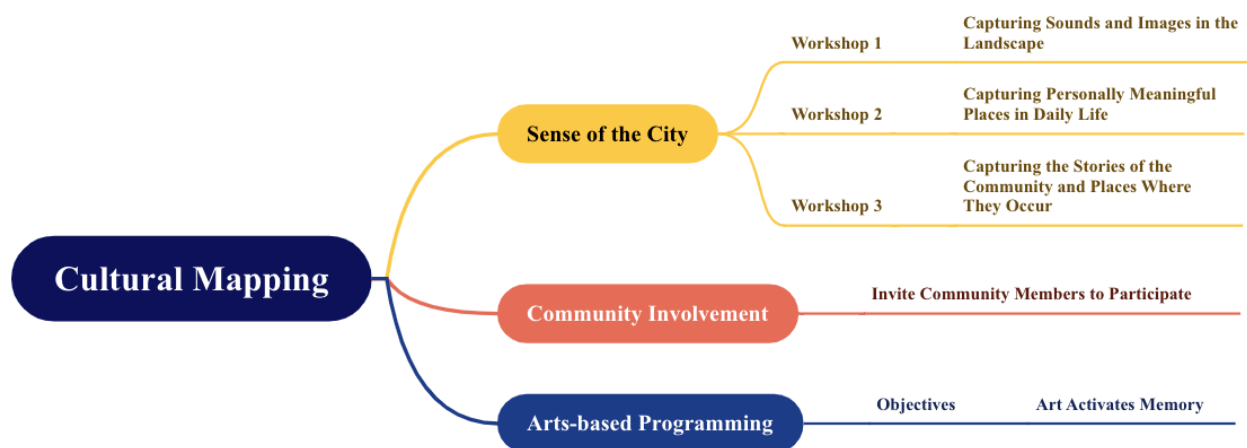 Cultural Mapping
Sense of the City
Workshop 1
Capturing Sounds and Images in the
Landscape
Workshop 2
Capturing Personally Meaningful
Places in Daily Life
Workshop 3
Capturing the Stories of the
Community and Places Where
They Occur
Community Involvement
Invite Community Members to Participate
Arts-based Programming
Objectives
Art Activates Memory